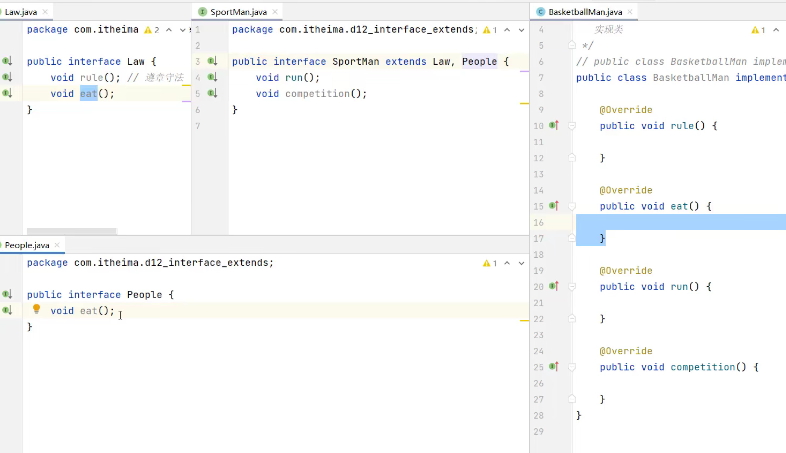 Law.java
package com.itheima
2
public interface Law {
void rule(); // 遵章守法
void eat();
}
SportMan.java
1 package com.itheima.d12_interface_extends;
1
2
3 public interface SportMan extends Law, People {
4 void run();
5 void competition();
6 }
7
BasketballMan.java
4 实现类
1
5 */
6 // public class BasketballMan implem
7 public class BasketballMan implement
8
9 @Override
10 public void rule() {
11
12 }
13
14 @Override
15 public void eat() {
16
17 }
18
19 @Override
20 public void run() {
21
22 }
23
24 @Override
25 public void competition() {
26
27 }
28 }
29
People.java
package com.itheima.d12_interface_extends;
1
public interface People {
void eat();
}